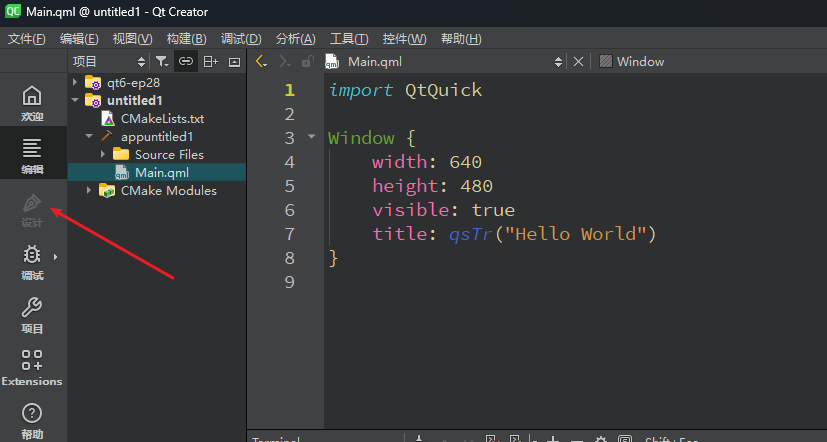 QC Main.qml @ untitled1 - Qt Creator
文件(F) 编辑(E) 视图(V) 构建(B) 调试(D) 分析(A) 工具(T) 控件(W) 帮助(H)
项目
Main.qml
Window
欢迎
编辑
设计
调试
项目
Extensions
帮助
qt6-ep28
untitled1
CMakeLists.txt
appuntitled1
Source Files
Main.qml
CMake Modules
1 import QtQuick
2
3 Window {
4 width: 640
5 height: 480
6 visible: true
7 title: qsTr("Hello World")
8 }
9